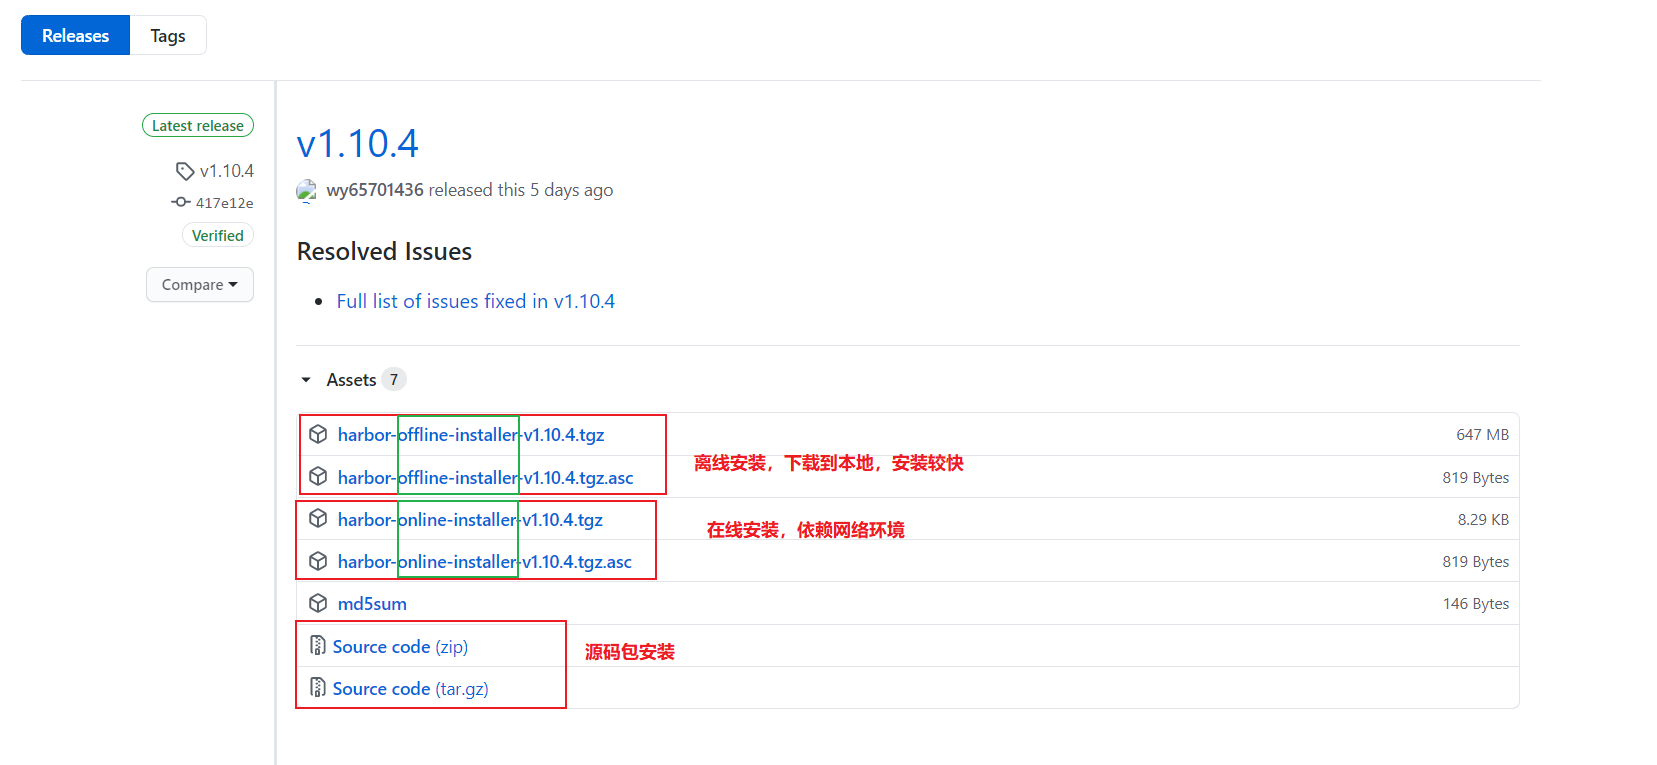 Releases Tags
Latest release
v1.10.4
417e12e
Verified
Compare
v1.10.4
wy65701436 released this 5 days ago
Resolved Issues
Full list of issues fixed in v1.10.4
Assets 7
harbor-offline-installer-v1.10.4.tgz 647 MB
离线安装，下载到本地，安装较快
harbor-offline-installer-v1.10.4.tgz.asc 819 Bytes
harbor-online-installer-v1.10.4.tgz 8.29 KB
在线安装，依赖网络环境
harbor-online-installer-v1.10.4.tgz.asc 819 Bytes
md5sum 146 Bytes
Source code (zip)
源码包安装
Source code (tar.gz)